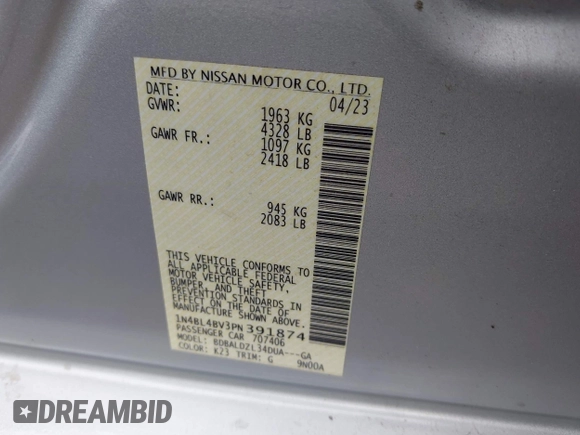 MFD BY NISSAN MOTOR CO., LTD.
DATE: 04/23
GVWR: 1963 KG
4328 LB
GAWR FR.: 1097 KG
2418 LB
GAWR RR.: 945 KG
2083 LB
THIS VEHICLE CONFORMS TO
ALL APPLICABLE FEDERAL
MOTOR VEHICLE SAFETY,
BUMPER, AND THEFT
PREVENTION STANDARDS IN
EFFECT ON THE DATE OF
MANUFACTURE SHOWN ABOVE.
1N4BL4BV3PN391874
PASSENGER CAR 707406
MODEL: BDBALDZL34DUA---GA
COLOR: K23 TRIM: G 9N00A
DREAMBID